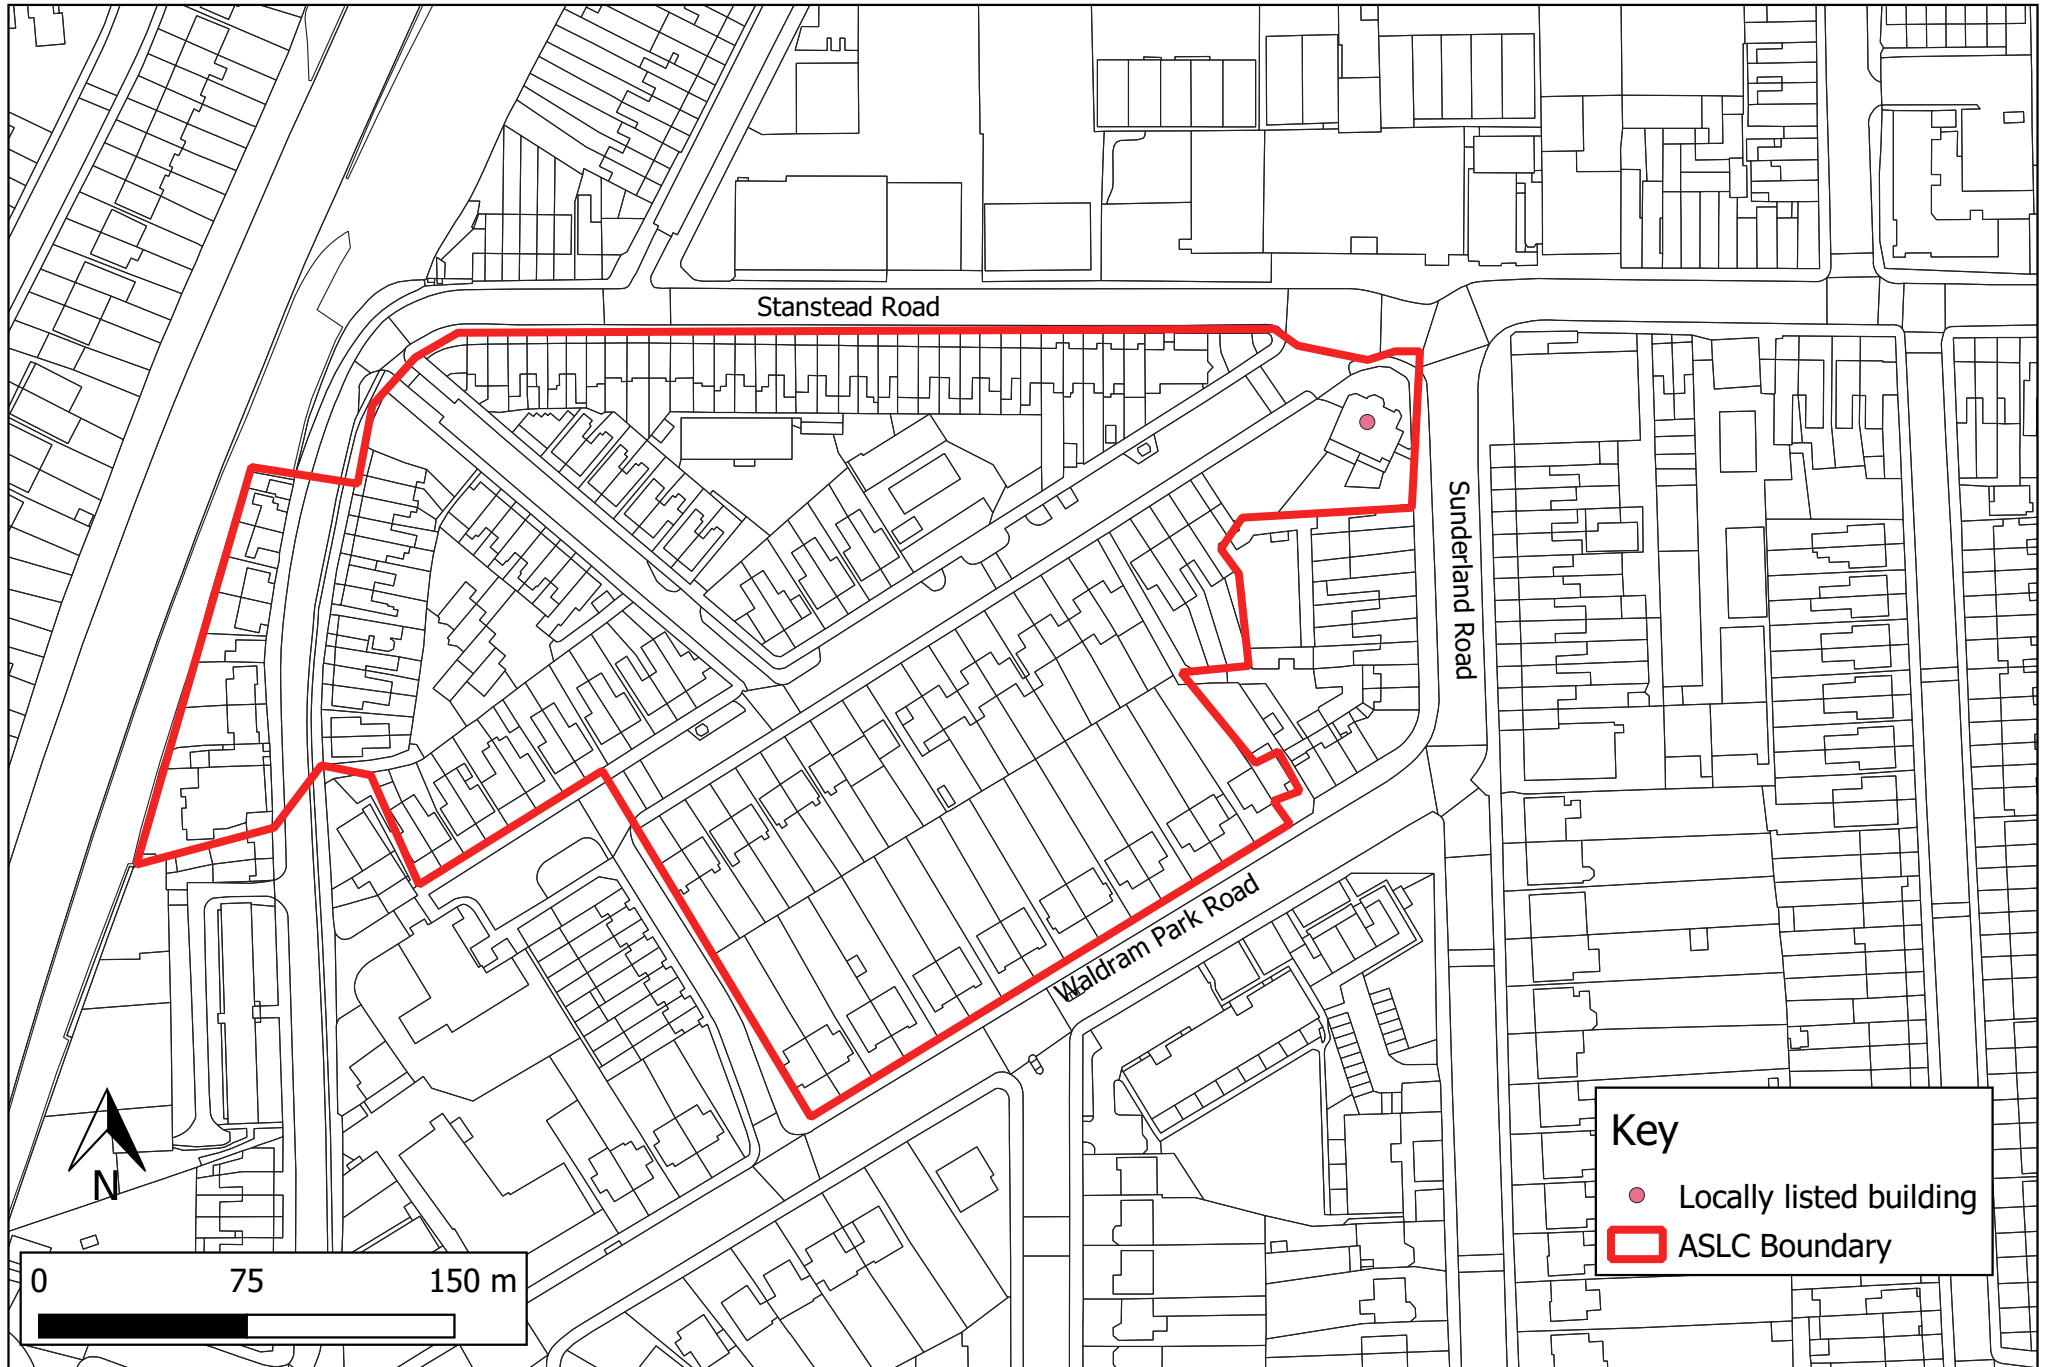 Stanstead Road
Sunderland Road
Waldram Park Road
Key
Locally listed building
ASLC Boundary
N
0 75 150 m